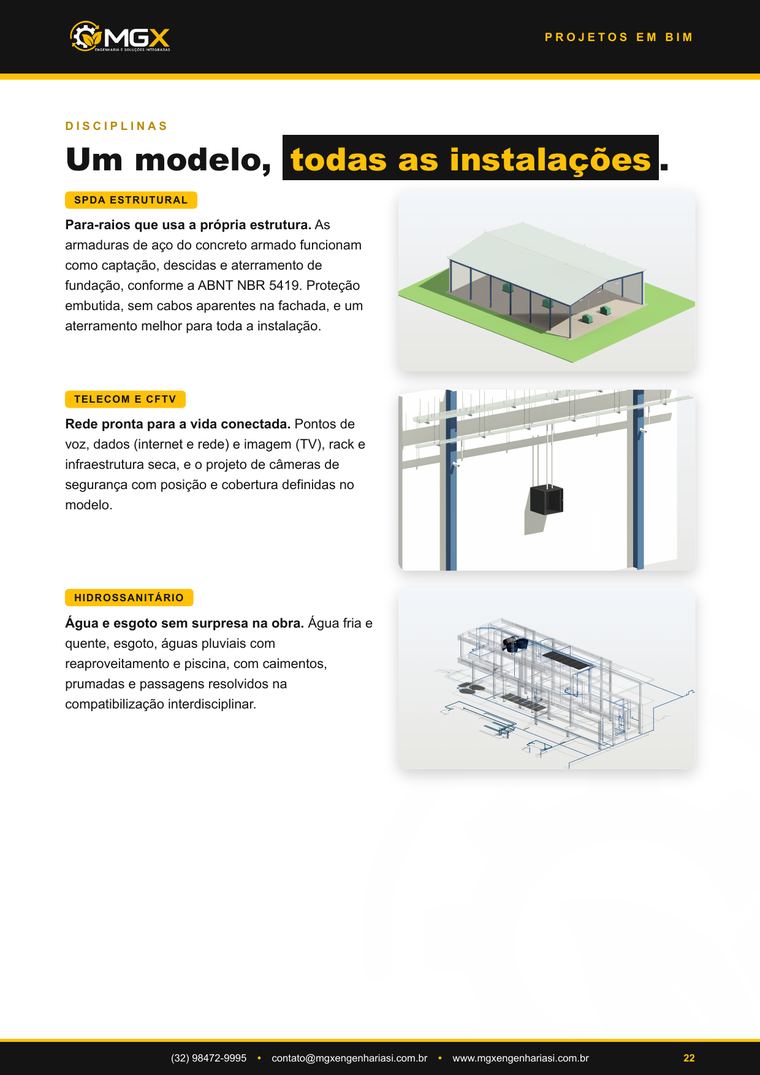 MGX
ENGENHARIA E SOLUÇÕES INTEGRADAS
PROJETOS EM BIM
DISCIPLINAS
Um modelo, todas as instalações.
SPDA ESTRUTURAL
Para-raios que usa a própria estrutura. As
armaduras de aço do concreto armado funcionam
como captação, descidas e aterramento de
fundação, conforme a ABNT NBR 5419. Proteção
embutida, sem cabos aparentes na fachada, e um
aterramento melhor para toda a instalação.
TELECOM E CFTV
Rede pronta para a vida conectada. Pontos de
voz, dados (internet e rede) e imagem (TV), rack e
infraestrutura seca, e o projeto de câmeras de
segurança com posição e cobertura definidas no
modelo.
HIDROSSANITÁRIO
Água e esgoto sem surpresa na obra. Água fria e
quente, esgoto, águas pluviais com
reaproveitamento e piscina, com caimentos,
prumadas e passagens resolvidos na
compatibilização interdisciplinar.
(32) 98472-9995 • contato@mgxengenhariasi.com.br • www.mgxengenhariasi.com.br 22